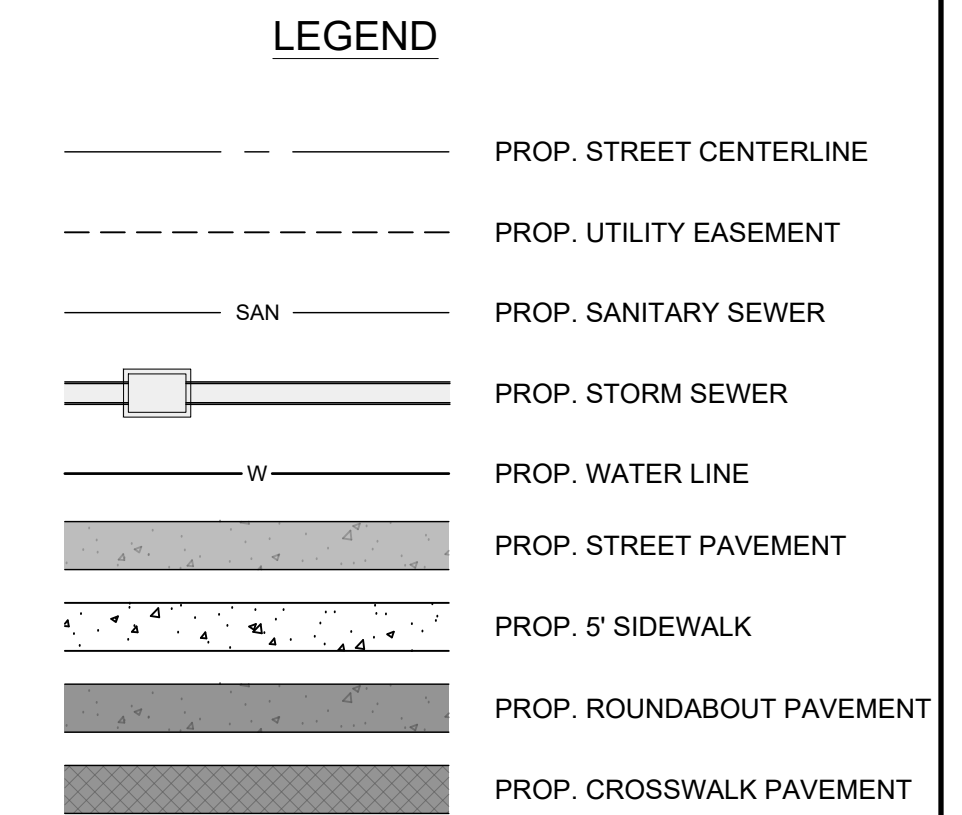 LEGEND
PROP. STREET CENTERLINE
PROP. UTILITY EASEMENT
SAN PROP. SANITARY SEWER
PROP. STORM SEWER
W PROP. WATER LINE
PROP. STREET PAVEMENT
PROP. 5' SIDEWALK
PROP. ROUNDABOUT PAVEMENT
PROP. CROSSWALK PAVEMENT